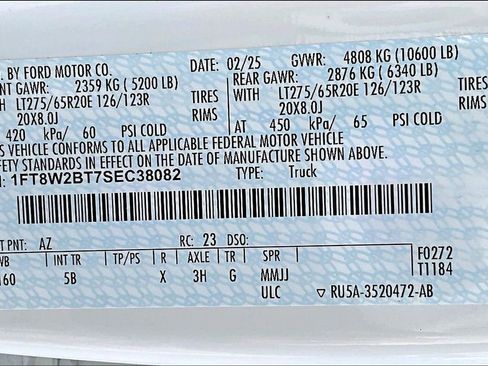 . BY FORD MOTOR CO. DATE: 02/25 GVWR: 4808 KG (10600 LB)
NT GAWR: 2359 KG ( 5200 LB) REAR GAWR: 2876 KG ( 6340 LB)
H LT275/65R20E 126/123R TIRES WITH LT275/65R20E 126/123R TIRES
20X8.0J RIMS 20X8.0J RIMS
420 kPa/ 60 PSI COLD AT 450 kPa/ 65 PSI COLD
S VEHICLE CONFORMS TO ALL APPLICABLE FEDERAL MOTOR VEHICLE
FETY STANDARDS IN EFFECT ON THE DATE OF MANUFACTURE SHOWN ABOVE.
: 1FT8W2BT7SEC38082 TYPE: Truck
T PNT: AZ RC: 23 DSO:
WB INT TR TP/PS R AXLE TR SPR F0272
160 5B X 3H G MMJJ T1184
ULC ▽ RU5A-3520472-AB